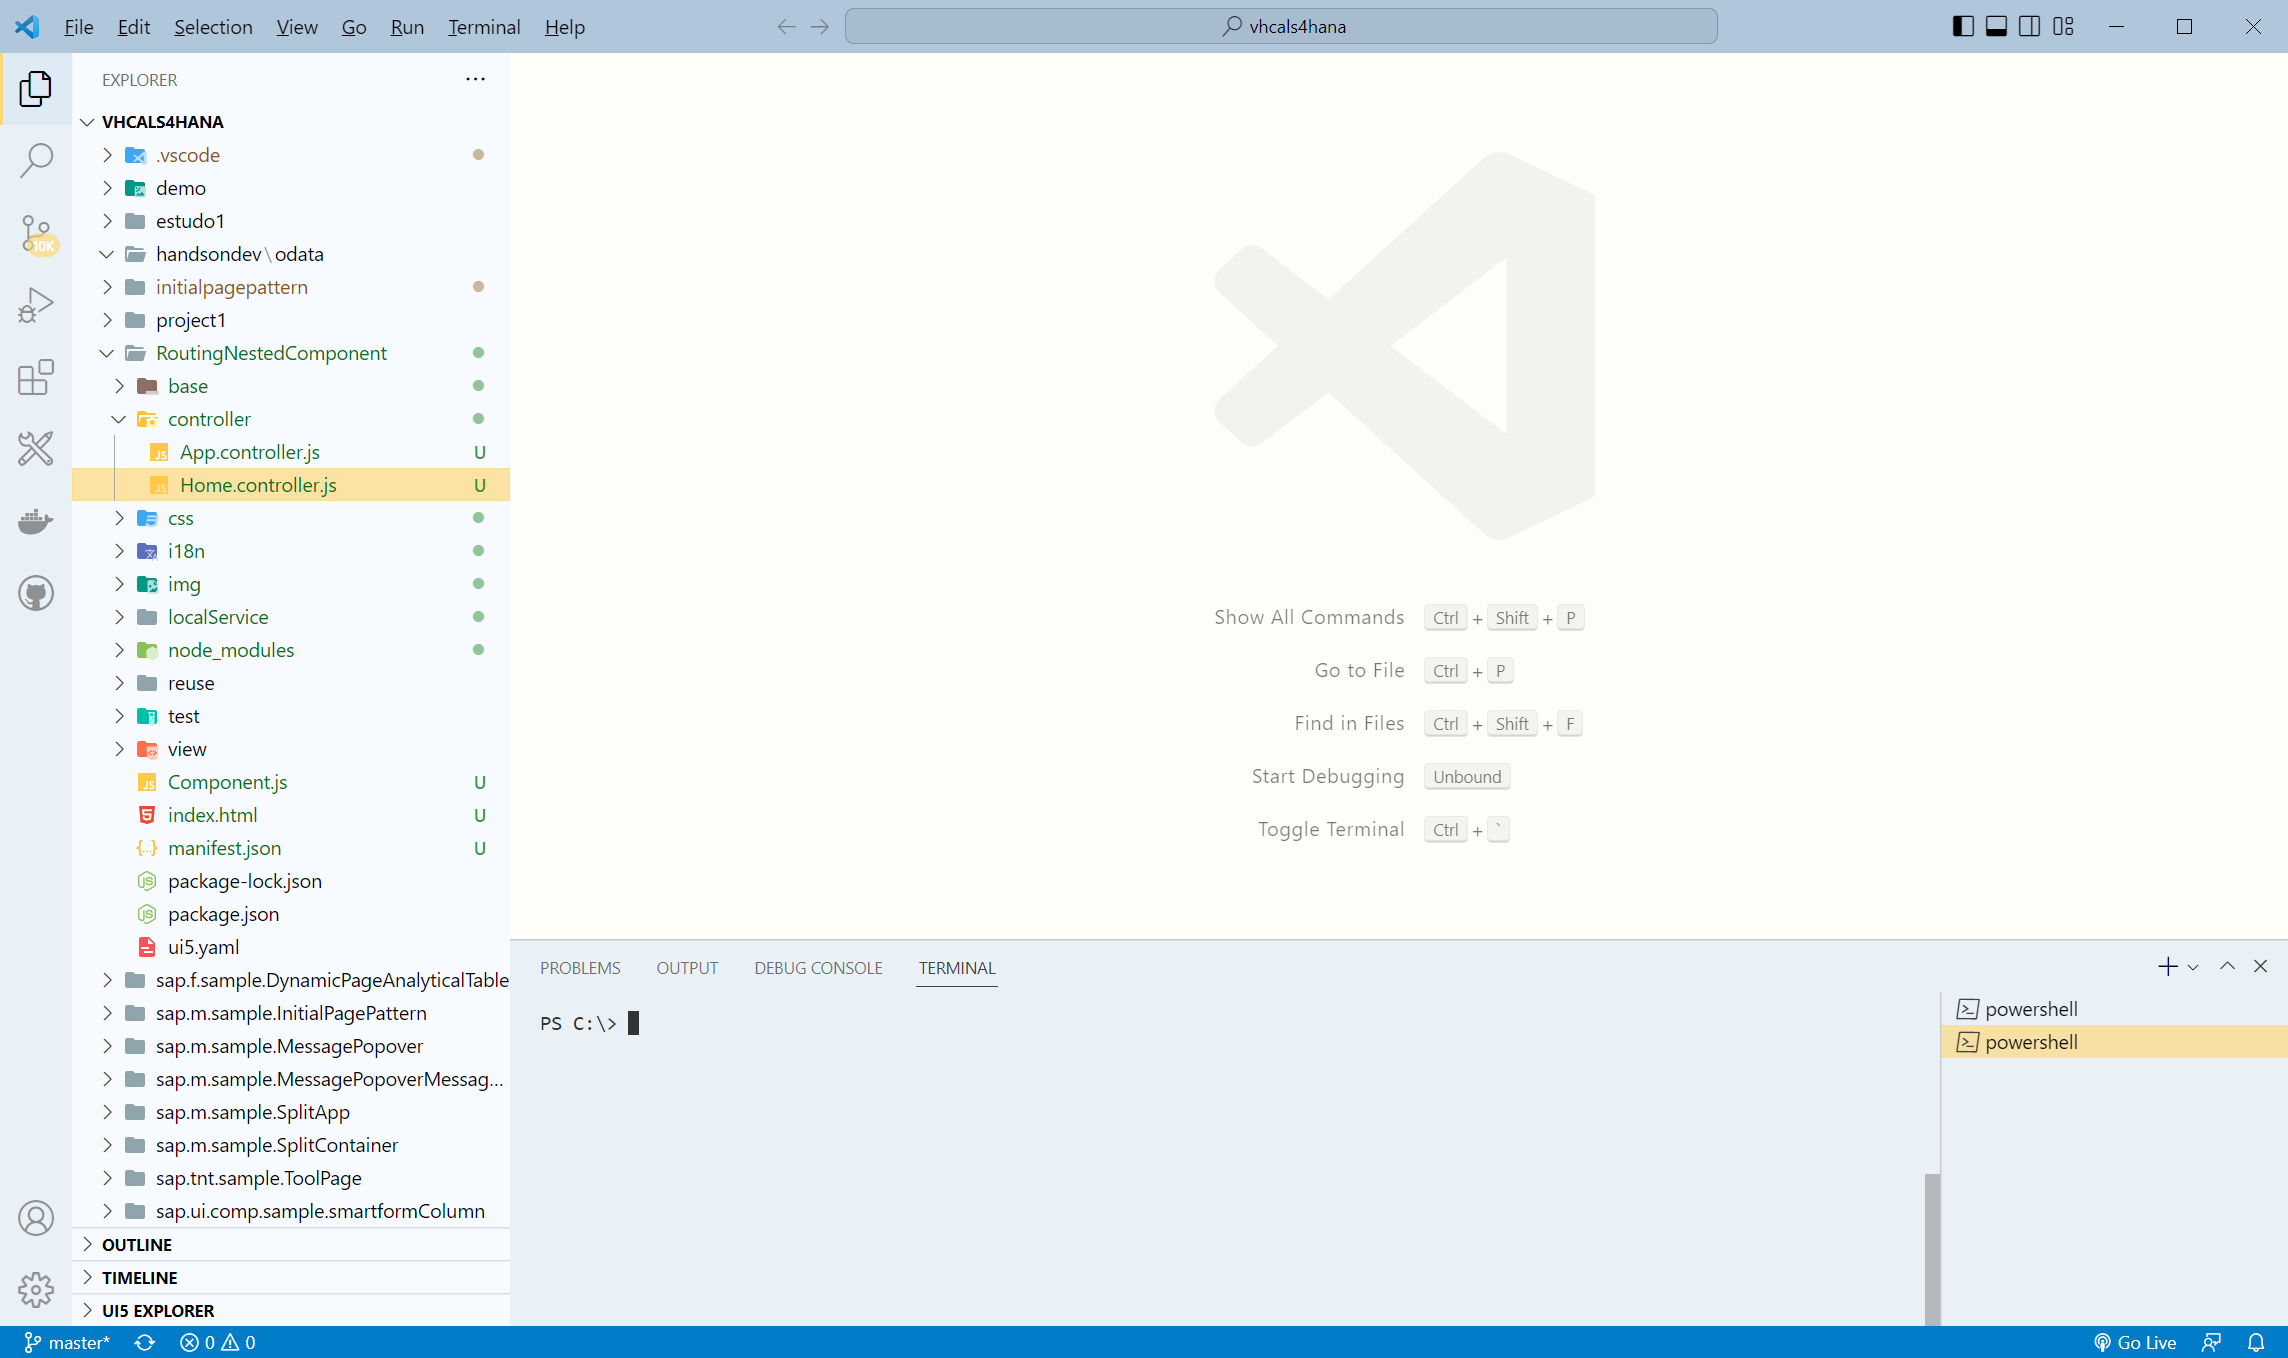 File Edit Selection View Go Run Terminal Help
vhcals4hana
EXPLORER
VHCALS4HANA
.vscode
demo
estudo1
10K
handsondev\odata
initialpagepattern
project1
RoutingNestedComponent
base
controller
JS App.controller.js U
JS Home.controller.js U
css
i18n
img
localService
node_modules
reuse
test
view
JS Component.js U
index.html U
{...} manifest.json U
JS package-lock.json
JS package.json
ui5.yaml
sap.f.sample.DynamicPageAnalyticalTable
sap.m.sample.InitialPagePattern
sap.m.sample.MessagePopover
sap.m.sample.MessagePopoverMessag...
sap.m.sample.SplitApp
sap.m.sample.SplitContainer
sap.tnt.sample.ToolPage
sap.ui.comp.sample.smartformColumn
OUTLINE
TIMELINE
UI5 EXPLORER
Show All Commands Ctrl + Shift + P
Go to File Ctrl + P
Find in Files Ctrl + Shift + F
Start Debugging Unbound
Toggle Terminal Ctrl + `
PROBLEMS OUTPUT DEBUG CONSOLE TERMINAL
PS C:\>
powershell
powershell
master* 0 0 Go Live